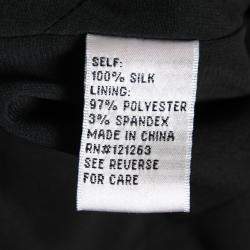 SELF:
100% SILK
LINING:
97% POLYESTER
3% SPANDEX
MADE IN CHINA
RN#121263
SEE REVERSE
FOR CARE